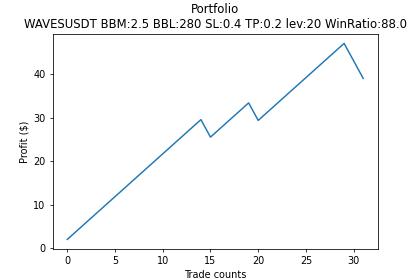 Portfolio
WAVESUSDT BBM:2.5 BBL:280 SL:0.4 TP:0.2 lev:20 WinRatio:88.0
Profit ($)
40
30
20
10
0
0 5 10 15 20 25 30
Trade counts